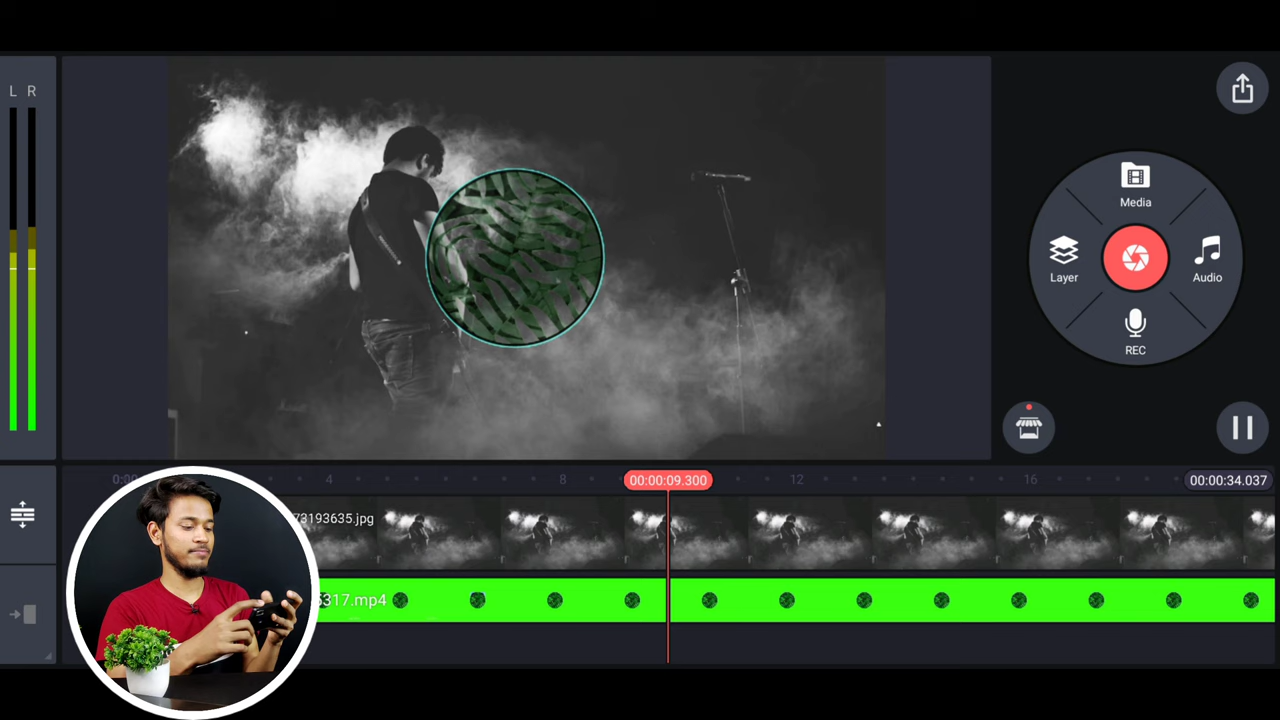 L R
Media
Layer
Audio
REC
4
8
00:00:09.300
12
16
00:00:34.037
73193635.jpg
5317.mp4